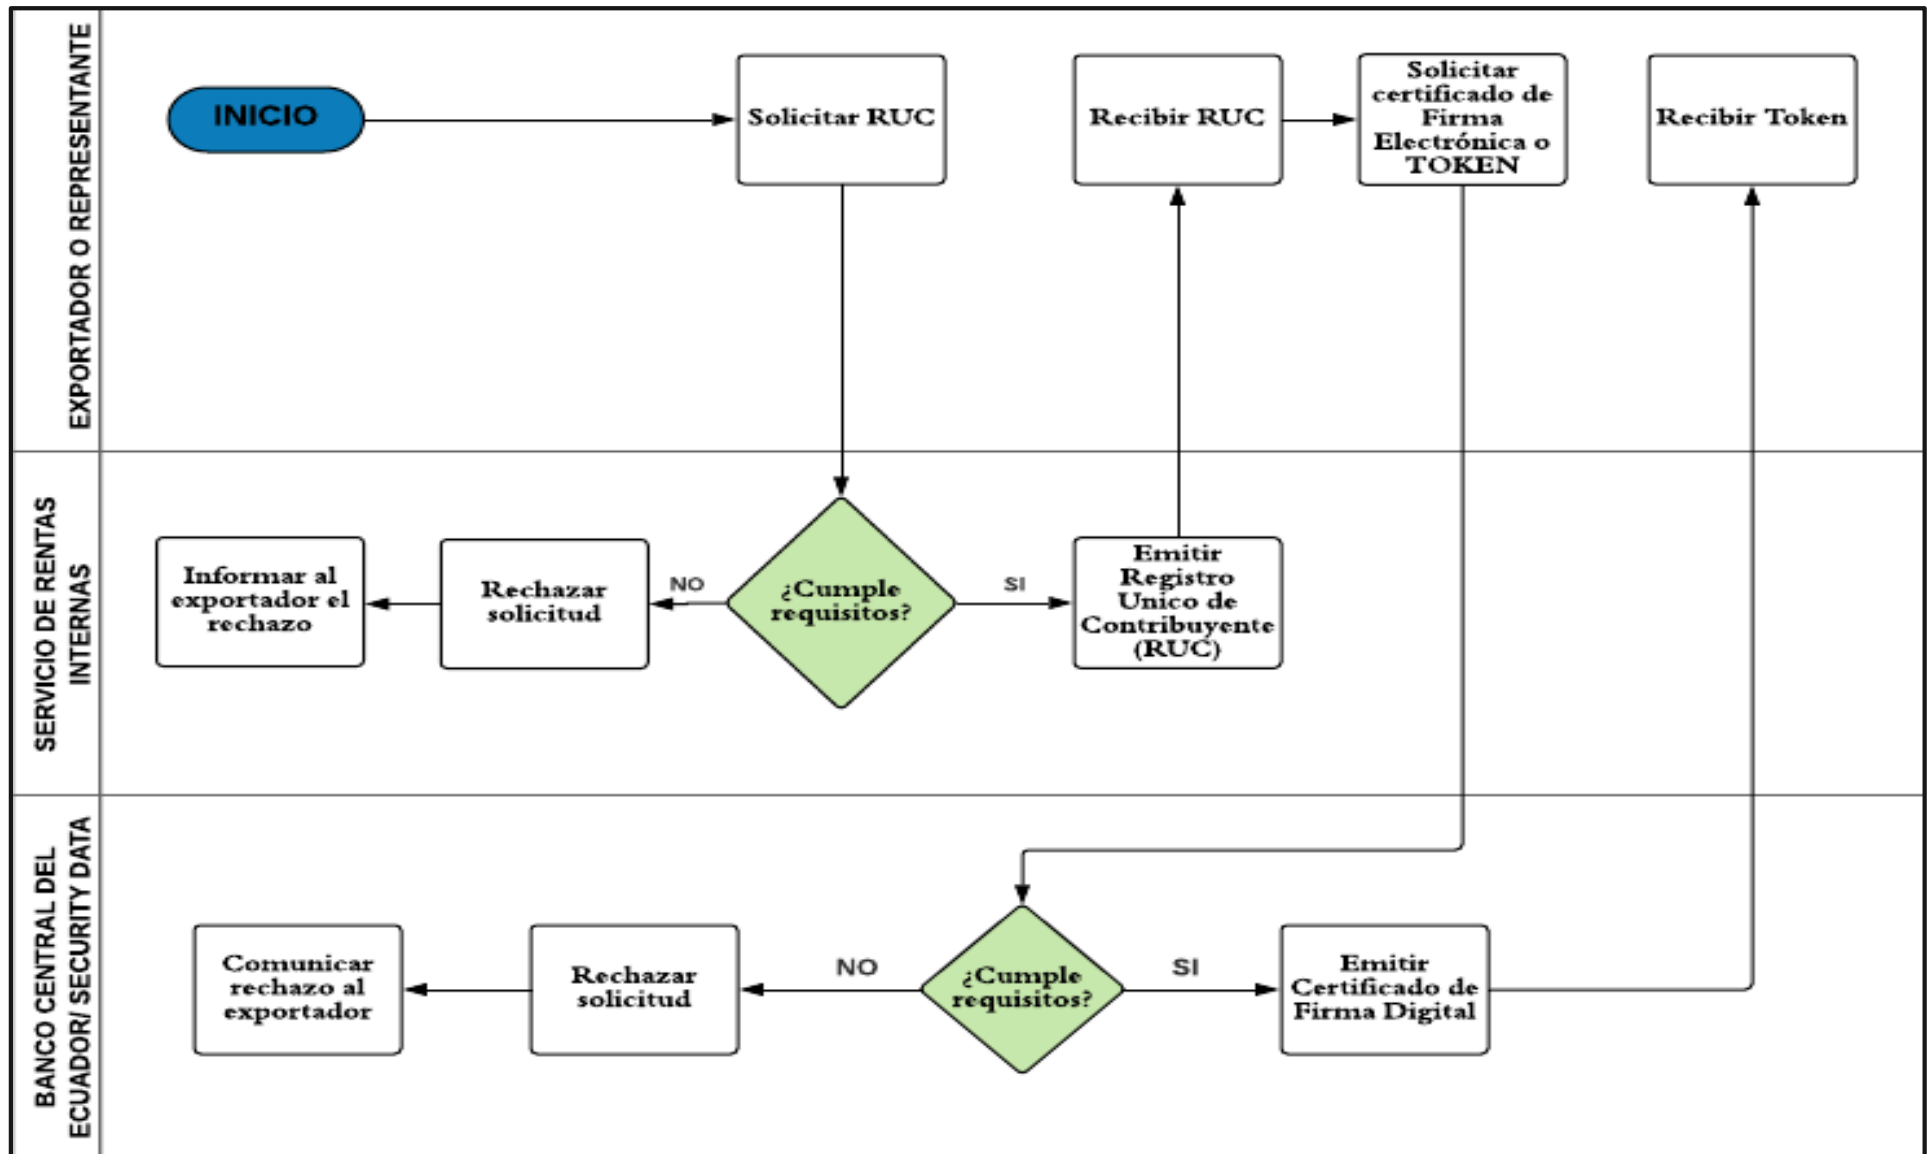 EXPORTADOR O REPRESENTANTE
INICIO
Solicitar RUC
Recibir RUC
Solicitar
certificado de
Firma
Electrónica o
TOKEN
Recibir Token
SERVICIO DE RENTAS
INTERNAS
Informar al
exportador el
rechazo
Rechazar
solicitud
NO
¿Cumple
requisitos?
SI
Emitir
Registro
Unico de
Contribuyente
(RUC)
BANCO CENTRAL DEL
ECUADOR/ SECURITY DATA
Comunicar
rechazo al
exportador
Rechazar
solicitud
NO
¿Cumple
requisitos?
SI
Emitir
Certificado de
Firma Digital